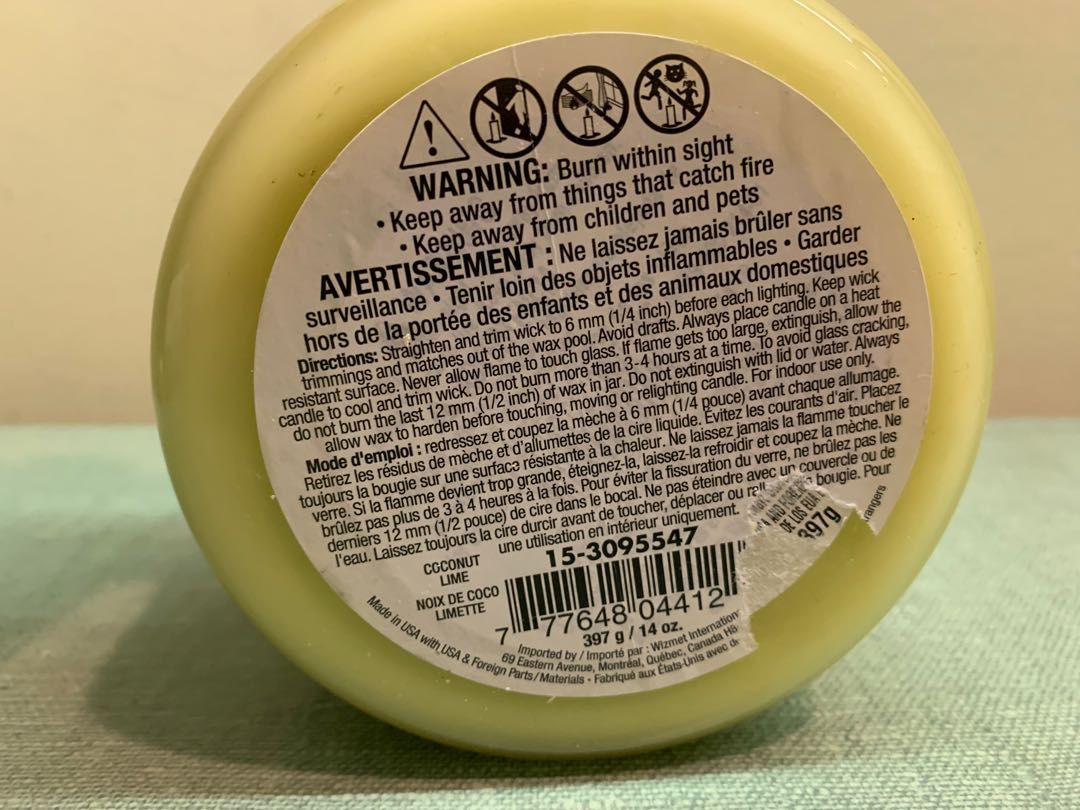 WARNING: Burn within sight
• Keep away from things that catch fire
• Keep away from children and pets
AVERTISSEMENT : Ne laissez jamais brûler sans
surveillance • Tenir loin des objets inflammables • Garder
hors de la portée des enfants et des animaux domestiques
Directions: Straighten and trim wick to 6 mm (1/4 inch) before each lighting. Keep wick
trimmings and matches out of the wax pool. Avoid drafts. Always place candle on a heat
resistant surface. Never allow flame to touch glass. If flame gets too large, extinguish, allow the
candle to cool and trim wick. Do not burn more than 3-4 hours at a time. To avoid glass cracking,
do not burn the last 12 mm (1/2 inch) of wax in jar. Do not extinguish with lid or water. Always
allow wax to harden before touching, moving or relighting candle. For indoor use only.
Mode d'emploi : redressez et coupez la mèche à 6 mm (1/4 pouce) avant chaque allumage.
Retirez les résidus de mèche et d'allumettes de la cire liquide. Évitez les courants d'air. Placez
toujours la bougie sur une surface résistante à la chaleur. Ne laissez jamais la flamme toucher le
verre. Si la flamme devient trop grande, éteignez-la, laissez-la refroidir et coupez la mèche. Ne
brûlez pas plus de 3 à 4 heures à la fois. Pour éviter la fissuration du verre, ne brûlez pas les
derniers 12 mm (1/2 pouce) de cire dans le bocal. Ne pas éteindre avec un couvercle ou de
l'eau. Laissez toujours la cire durcir avant de toucher, déplacer ou rall bougie. Pour
une utilisation en intérieur uniquement.
DE LOS
397g
rangers
COCONUT
LIME
NOIX DE COCO
LIMETTE
15-3095547
7 77648 04412
397 g / 14 oz.
Imported by / Importé par : Wizmet Internation
69 Eastern Avenue, Montréal, Québec, Canada
Made in USA with USA & Foreign Parts/Materials • Fabriqué aux États-Unis avec